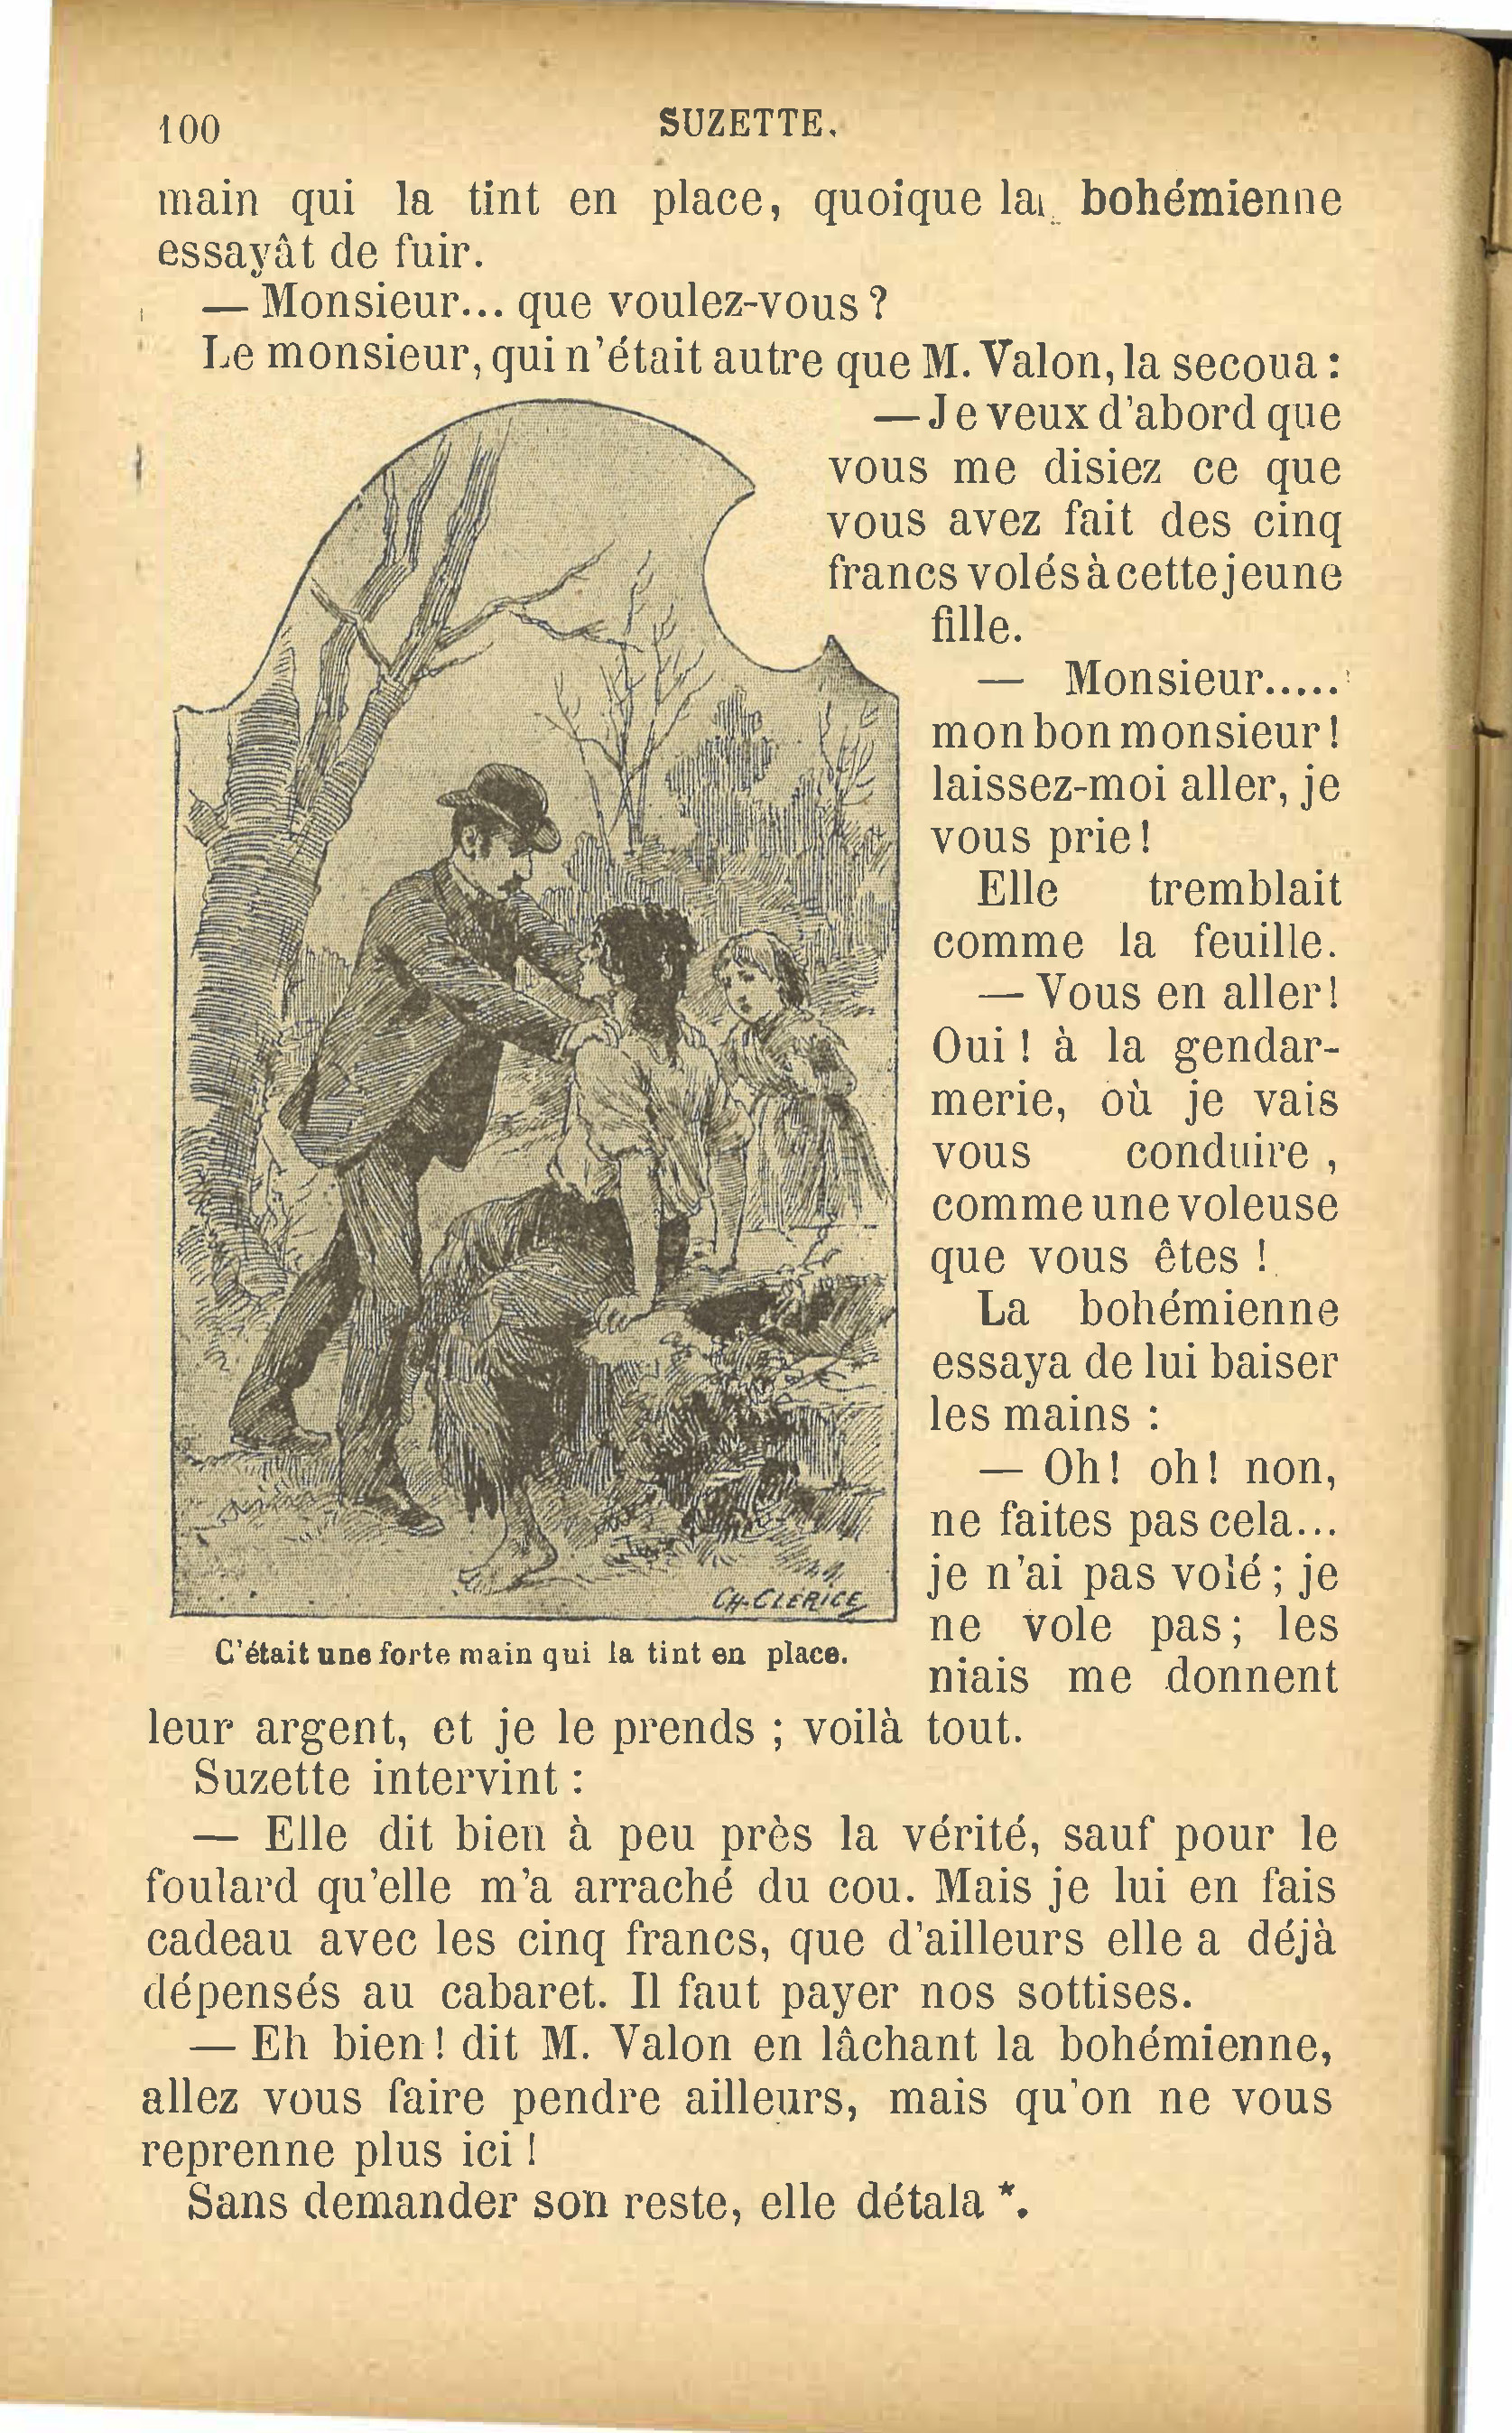 100
SUZETTE.
main qui la tint en place, quoique la bohémienne
essayât de fuir.
— Monsieur... que voulez-vous ?
Le monsieur, qui n'était autre que M. Valon, la secoua :
— Je veux d'abord que
vous me disiez ce que
vous avez fait des cinq
francs volés à cette jeune
fille.
— Monsieur.....
mon bon monsieur !
laissez-moi aller, je
vous prie !
Elle tremblait
comme la feuille.
— Vous en aller !
Oui ! à la gendar-
merie, où je vais
vous conduire ,
comme une voleuse
que vous êtes !
La bohémienne
essaya de lui baiser
les mains :
— Oh ! oh ! non,
ne faites pas cela...
je n'ai pas volé ; je
ne vole pas ; les
niais me donnent
CH. CLÉRICE
C'était une forte main qui la tint en place.
leur argent, et je le prends ; voilà tout.
Suzette intervint :
— Elle dit bien à peu près la vérité, sauf pour le
foulard qu'elle m'a arraché du cou. Mais je lui en fais
cadeau avec les cinq francs, que d'ailleurs elle a déjà
dépensés au cabaret. Il faut payer nos sottises.
— Eh bien ! dit M. Valon en lâchant la bohémienne,
allez vous faire pendre ailleurs, mais qu'on ne vous
reprenne plus ici !
Sans demander son reste, elle détala *.